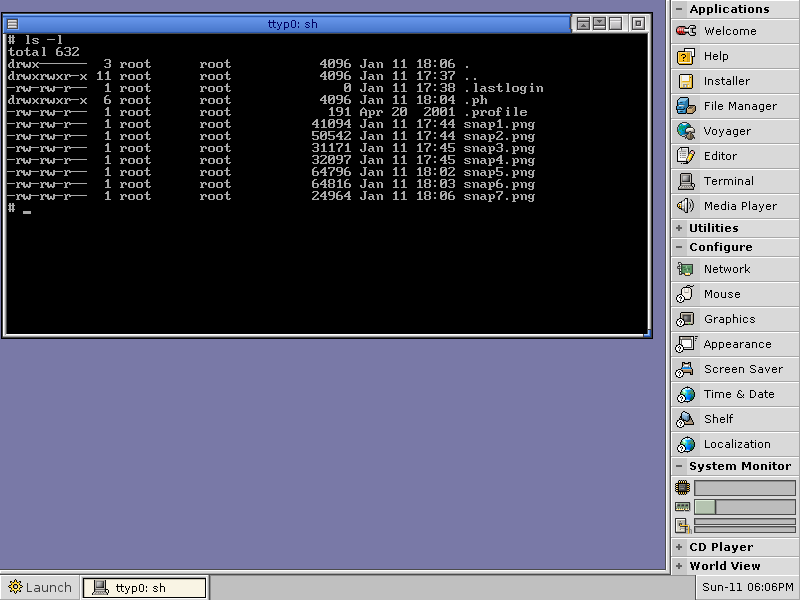 ttyp0: sh
# ls -l
total 632
drwx------  3 root      root           4096 Jan 11 18:06 .
drwxrwxr-x 11 root      root           4096 Jan 11 17:37 ..
-rw-rw-r--  1 root      root              0 Jan 11 17:38 .lastlogin
drwxrwxr-x  6 root      root           4096 Jan 11 18:04 .ph
-rw-rw-r--  1 root      root            191 Apr 20  2001 .profile
-rw-rw-r--  1 root      root          41094 Jan 11 17:44 snap1.png
-rw-rw-r--  1 root      root          50542 Jan 11 17:44 snap2.png
-rw-rw-r--  1 root      root          31171 Jan 11 17:45 snap3.png
-rw-rw-r--  1 root      root          32097 Jan 11 17:45 snap4.png
-rw-rw-r--  1 root      root          64796 Jan 11 18:02 snap5.png
-rw-rw-r--  1 root      root          64816 Jan 11 18:03 snap6.png
-rw-rw-r--  1 root      root          24964 Jan 11 18:06 snap7.png
# _
Applications
Welcome
Help
Installer
File Manager
Voyager
Editor
Terminal
Media Player
Utilities
Configure
Network
Mouse
Graphics
Appearance
Screen Saver
Time & Date
Shelf
Localization
System Monitor
CD Player
World View
Launch
ttyp0: sh
Sun-11 06:06PM